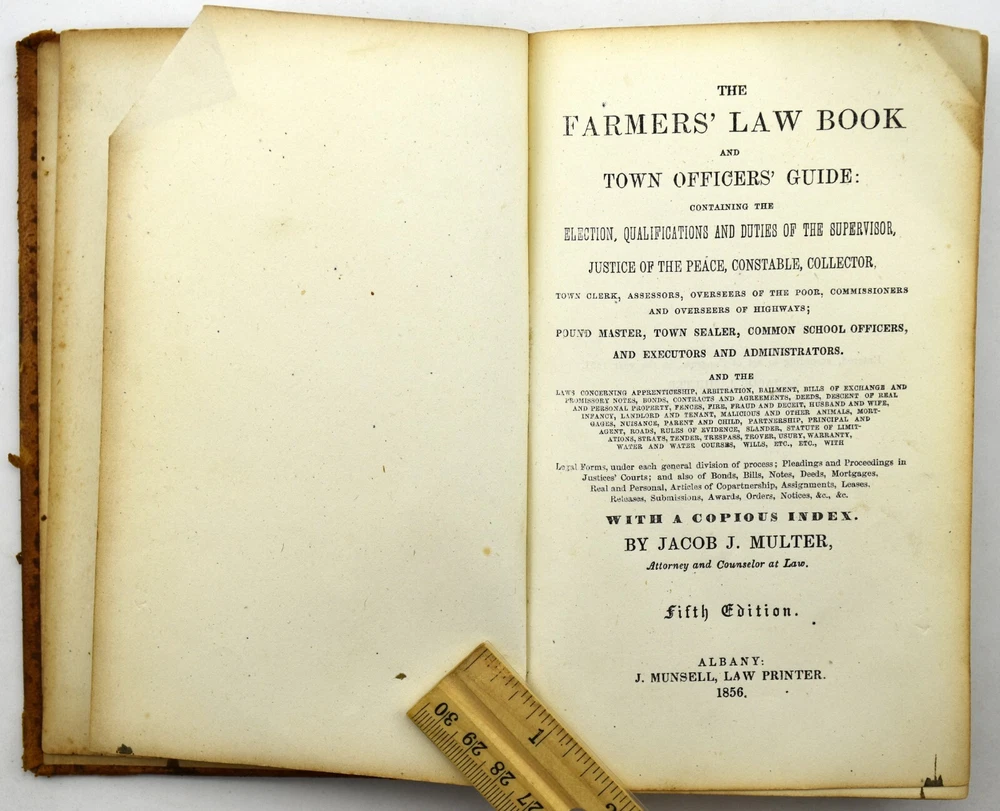 THE
FARMERS' LAW BOOK
AND
TOWN OFFICERS' GUIDE:
CONTAINING THE
ELECTION, QUALIFICATIONS AND DUTIES OF THE SUPERVISOR,
JUSTICE OF THE PEACE, CONSTABLE, COLLECTOR,
TOWN CLERK, ASSESSORS, OVERSEERS OF THE POOR, COMMISSIONERS
AND OVERSEERS OF HIGHWAYS;
POUND MASTER, TOWN SEALER, COMMON SCHOOL OFFICERS,
AND EXECUTORS AND ADMINISTRATORS.
AND THE
LAWS CONCERNING APPRENTICESHIP, ARBITRATION, BAILMENT, BILLS OF EXCHANGE AND
PROMISSORY NOTES, BONDS, CONTRACTS AND AGREEMENTS, DEEDS, DESCENT OF REAL
AND PERSONAL PROPERTY, FENCES, FIRE, FRAUD AND DECEIT, HUSBAND AND WIFE,
INFANCY, LANDLORD AND TENANT, MALICIOUS AND OTHER ANIMALS, MORT-
GAGES, NUISANCE, PARENT AND CHILD, PARTNERSHIP, PRINCIPAL AND
AGENT, ROADS, RULES OF EVIDENCE, SLANDER, STATUTE OF LIMIT-
ATIONS, STRAYS, TENDER, TRESPASS, TROVER, USURY, WARRANTY,
WATER AND WATER COURSES, WILLS, ETC., ETC., WITH
Legal Forms, under each general division of process; Pleadings and Proceedings in
Justices' Courts; and also of Bonds, Bills, Notes, Deeds, Mortgages,
Real and Personal, Articles of Copartnership, Assignments, Leases,
Releases, Submissions, Awards, Orders, Notices, &c., &c.
WITH A COPIOUS INDEX.
BY JACOB J. MULTER,
Attorney and Counselor at Law.
Fifth Edition.
ALBANY:
J. MUNSELL, LAW PRINTER.
1856.
1
2
30
29
28
27